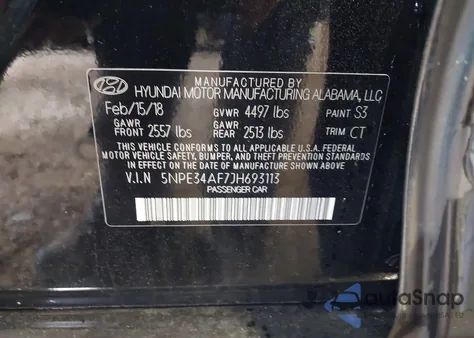 MANUFACTURED BY
HYUNDAI MOTOR MANUFACTURING ALABAMA, LLC
Feb/15/18 GVWR 4497 lbs PAINT S3
GAWR FRONT 2557 lbs GAWR REAR 2513 lbs TRIM CT
THIS VEHICLE CONFORMS TO ALL APPLICABLE U.S.A. FEDERAL
MOTOR VEHICLE SAFETY, BUMPER, AND THEFT PREVENTION STANDARDS
IN EFFECT ON THE DATE OF MANUFACTURE SHOWN ABOVE.
V.I.N 5NPE34AF7JH693113
PASSENGER CAR
autoSnap